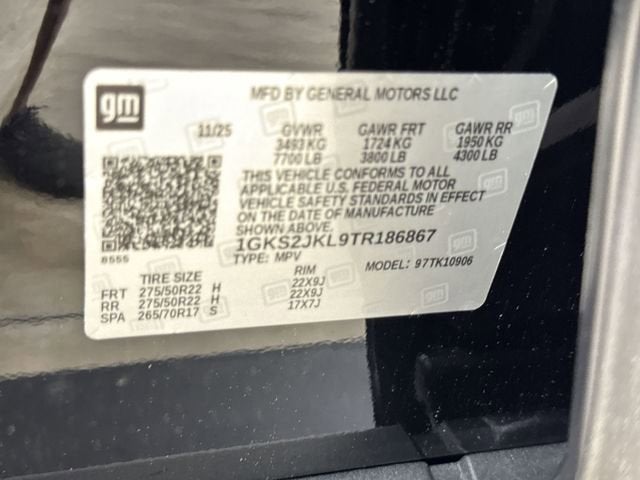 gm
MFD BY GENERAL MOTORS LLC
11/25 GVWR GAWR FRT GAWR RR
3493 KG 1724 KG 1950 KG
7700 LB 3800 LB 4300 LB
THIS VEHICLE CONFORMS TO ALL
APPLICABLE U.S. FEDERAL MOTOR
VEHICLE SAFETY STANDARDS IN EFFECT
ON THE DATE OF MANUFACTURE
SHOWN ABOVE.
1GKS2JKL9TR186867
8555
TYPE: MPV MODEL: 97TK10906
TIRE SIZE RIM
FRT 275/50R22 H 22X9J
RR 275/50R22 H 22X9J
SPA 265/70R17 S 17X7J